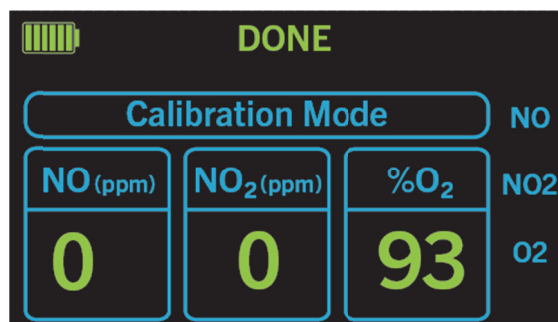 DONE
Calibration Mode NO
NO (ppm) NO₂ (ppm) %O₂ NO2
0 0 93 O2